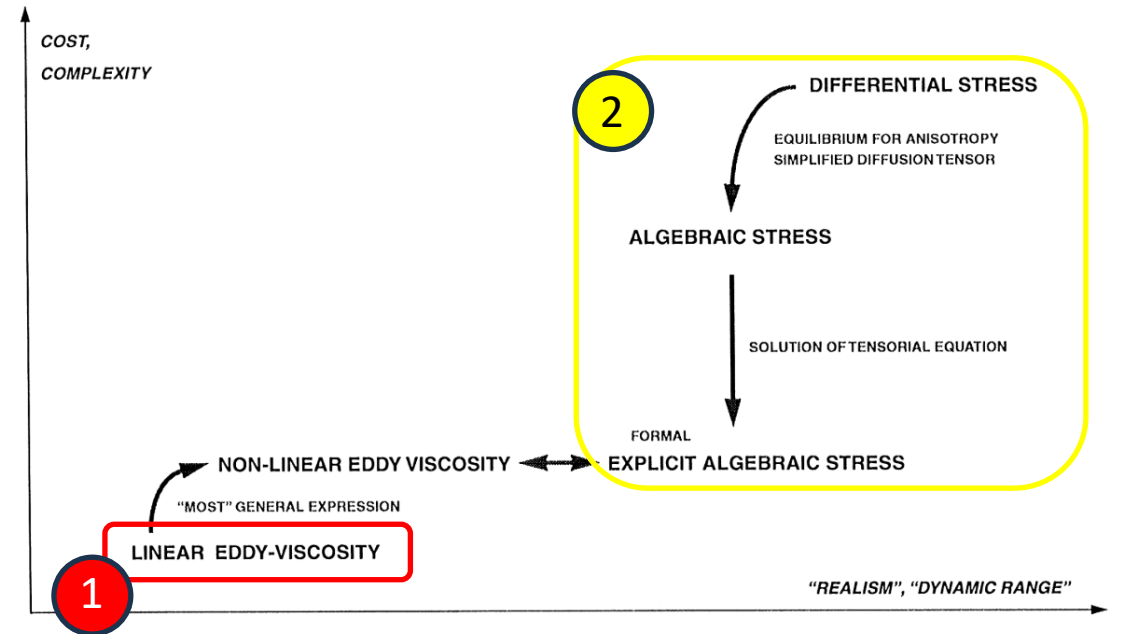 COST,
COMPLEXITY
2
DIFFERENTIAL STRESS
EQUILIBRIUM FOR ANISOTROPY
SIMPLIFIED DIFFUSION TENSOR
ALGEBRAIC STRESS
SOLUTION OF TENSORIAL EQUATION
FORMAL
NON-LINEAR EDDY VISCOSITY
EXPLICIT ALGEBRAIC STRESS
“MOST” GENERAL EXPRESSION
LINEAR EDDY-VISCOSITY
1
“REALISM”, “DYNAMIC RANGE”